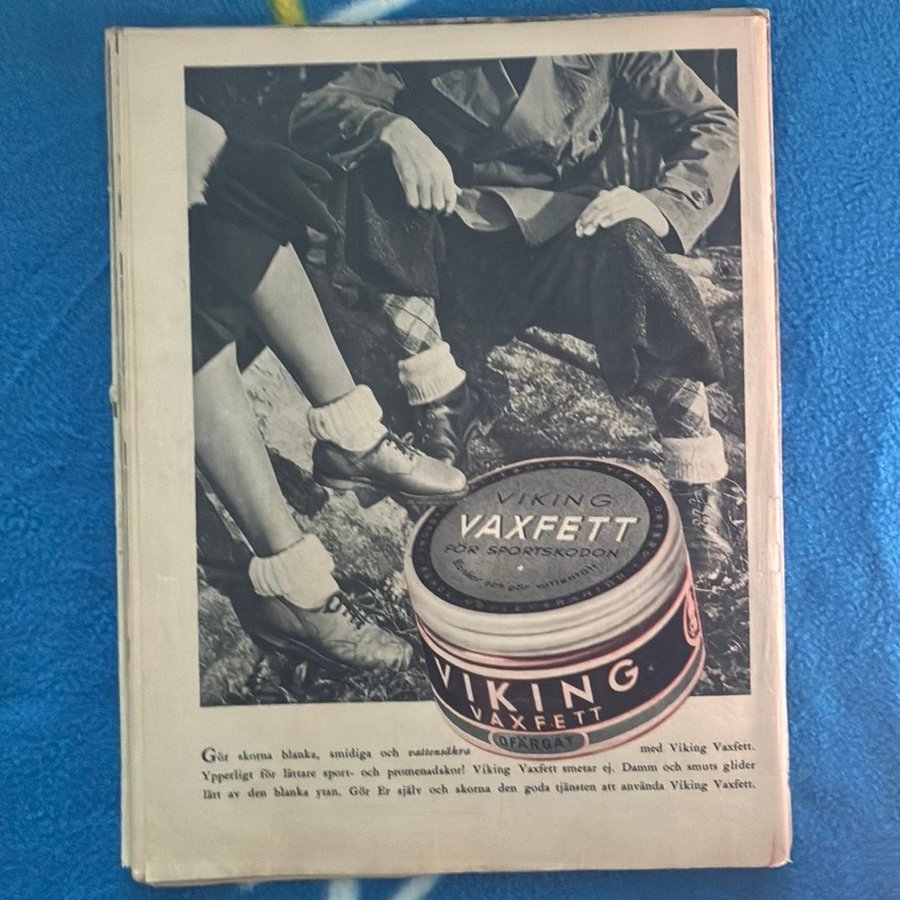 VIKING
VAXFETT
FÖR SPORTSKODON
VIKING
VAXFETT
OFÄRGAT
Gör skorna blanka, smidiga och vattensäkra med Viking Vaxfett.
Ypperligt för lättare sport- och promenadskor! Viking Vaxfett smetar ej. Damm och smuts glider
lätt av den blanka ytan. Gör Er själv och skorna den goda tjänsten att använda Viking Vaxfett.